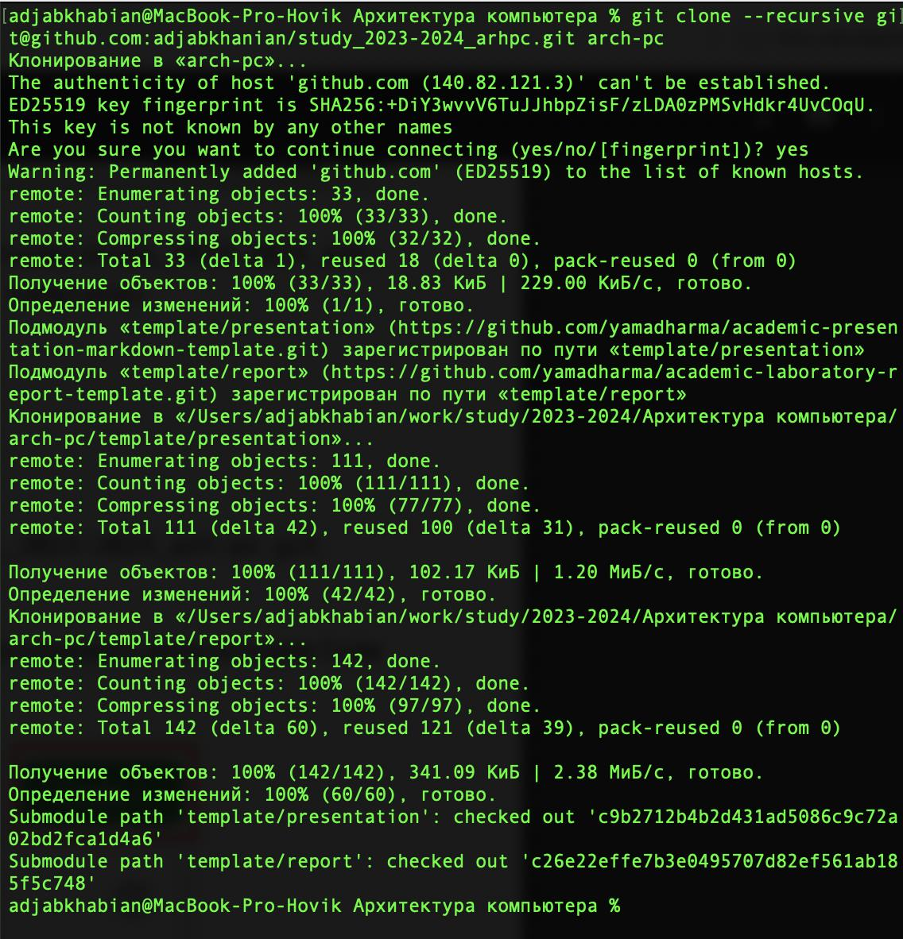 [adjabkhabian@MacBook-Pro-Hovik Архитектура компьютера % git clone --recursive gi]
t@github.com:adjabkhanian/study_2023-2024_arhpc.git arch-pc
Клонирование в «arch-pc»...
The authenticity of host 'github.com (140.82.121.3)' can't be established.
ED25519 key fingerprint is SHA256:+DiY3wvvV6TuJJhbpZisF/zLDA0zPMSvHdkr4UvCOqU.
This key is not known by any other names
Are you sure you want to continue connecting (yes/no/[fingerprint])? yes
Warning: Permanently added 'github.com' (ED25519) to the list of known hosts.
remote: Enumerating objects: 33, done.
remote: Counting objects: 100% (33/33), done.
remote: Compressing objects: 100% (32/32), done.
remote: Total 33 (delta 1), reused 18 (delta 0), pack-reused 0 (from 0)
Получение объектов: 100% (33/33), 18.83 КиБ | 229.00 КиБ/с, готово.
Определение изменений: 100% (1/1), готово.
Подмодуль «template/presentation» (https://github.com/yamadharma/academic-presen
tation-markdown-template.git) зарегистрирован по пути «template/presentation»
Подмодуль «template/report» (https://github.com/yamadharma/academic-laboratory-r
eport-template.git) зарегистрирован по пути «template/report»
Клонирование в «/Users/adjabkhabian/work/study/2023-2024/Архитектура компьютера/
arch-pc/template/presentation»...
remote: Enumerating objects: 111, done.
remote: Counting objects: 100% (111/111), done.
remote: Compressing objects: 100% (77/77), done.
remote: Total 111 (delta 42), reused 100 (delta 31), pack-reused 0 (from 0)
Получение объектов: 100% (111/111), 102.17 КиБ | 1.20 МиБ/с, готово.
Определение изменений: 100% (42/42), готово.
Клонирование в «/Users/adjabkhabian/work/study/2023-2024/Архитектура компьютера/
arch-pc/template/report»...
remote: Enumerating objects: 142, done.
remote: Counting objects: 100% (142/142), done.
remote: Compressing objects: 100% (97/97), done.
remote: Total 142 (delta 60), reused 121 (delta 39), pack-reused 0 (from 0)
Получение объектов: 100% (142/142), 341.09 КиБ | 2.38 МиБ/с, готово.
Определение изменений: 100% (60/60), готово.
Submodule path 'template/presentation': checked out 'c9b2712b4b2d431ad5086c9c72a
02bd2fca1d4a6'
Submodule path 'template/report': checked out 'c26e22effe7b3e0495707d82ef561ab18
5f5c748'
adjabkhabian@MacBook-Pro-Hovik Архитектура компьютера %